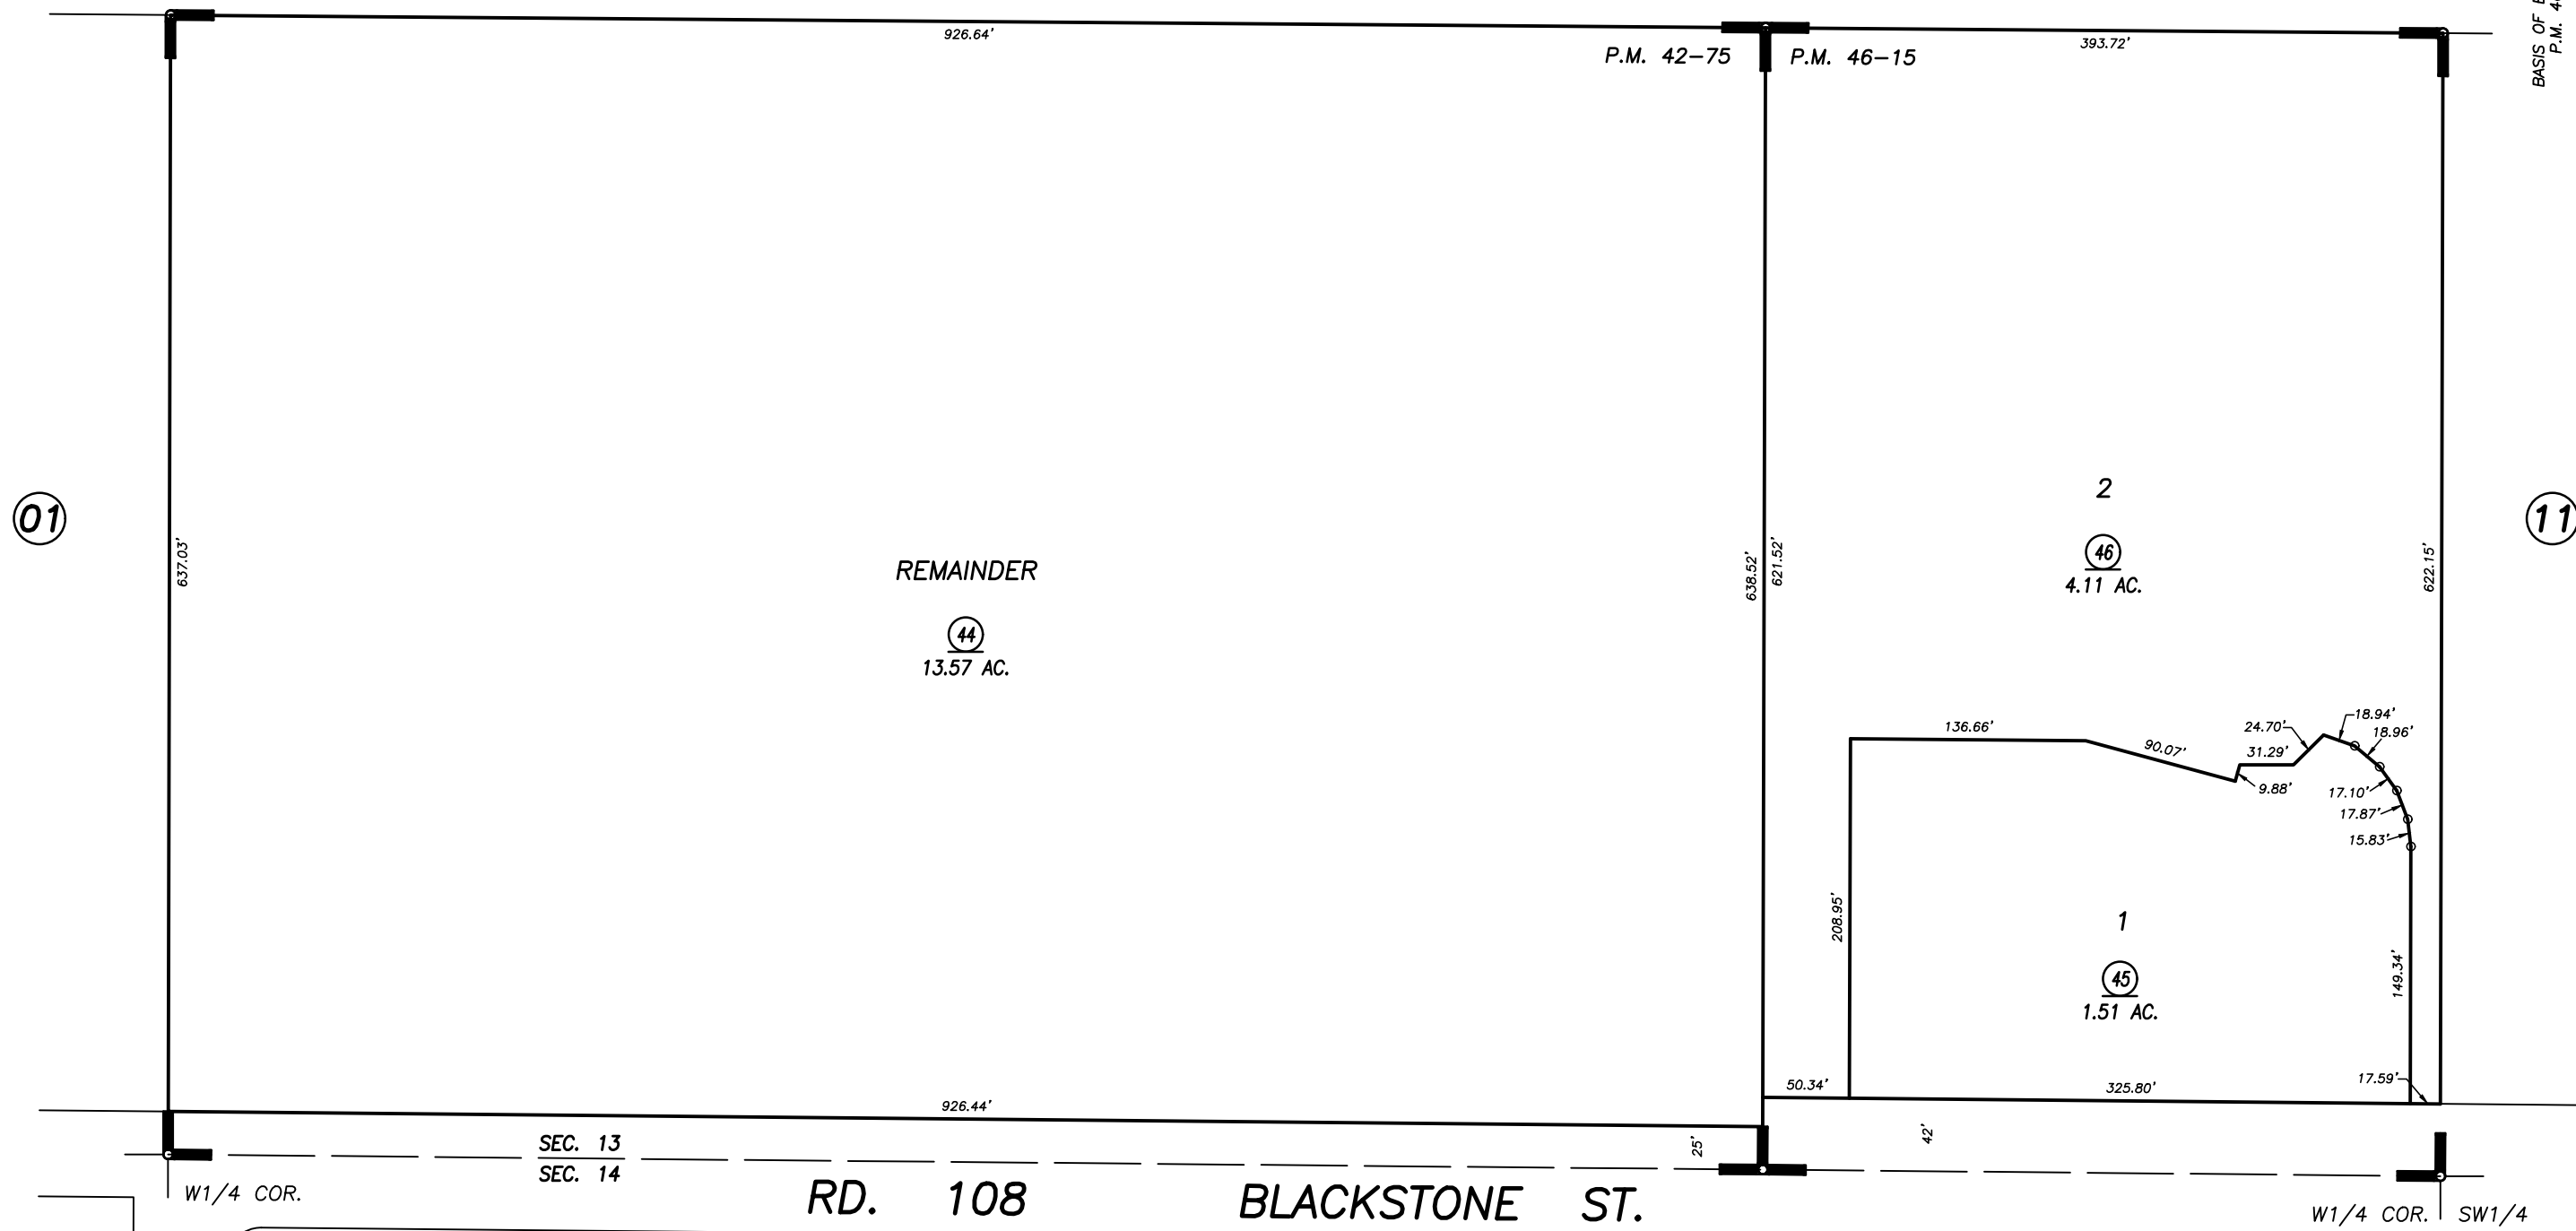 926.64'
393.72'
BASIS OF
P.M. 42-75
P.M. 46-15
P.M.
01
11
637.03'
REMAINDER
44
13.57 AC.
638.52'
621.52'
2
46
4.11 AC.
622.15'
136.66'
90.07'
9.88'
31.29'
24.70'
18.94'
18.96'
17.10'
17.87'
15.83'
208.95'
1
45
1.51 AC.
149.34'
50.34'
325.80'
17.59'
926.44'
25'
42'
SEC. 13
SEC. 14
W1/4 COR.
RD. 108 BLACKSTONE ST.
W1/4 COR.
SW1/4